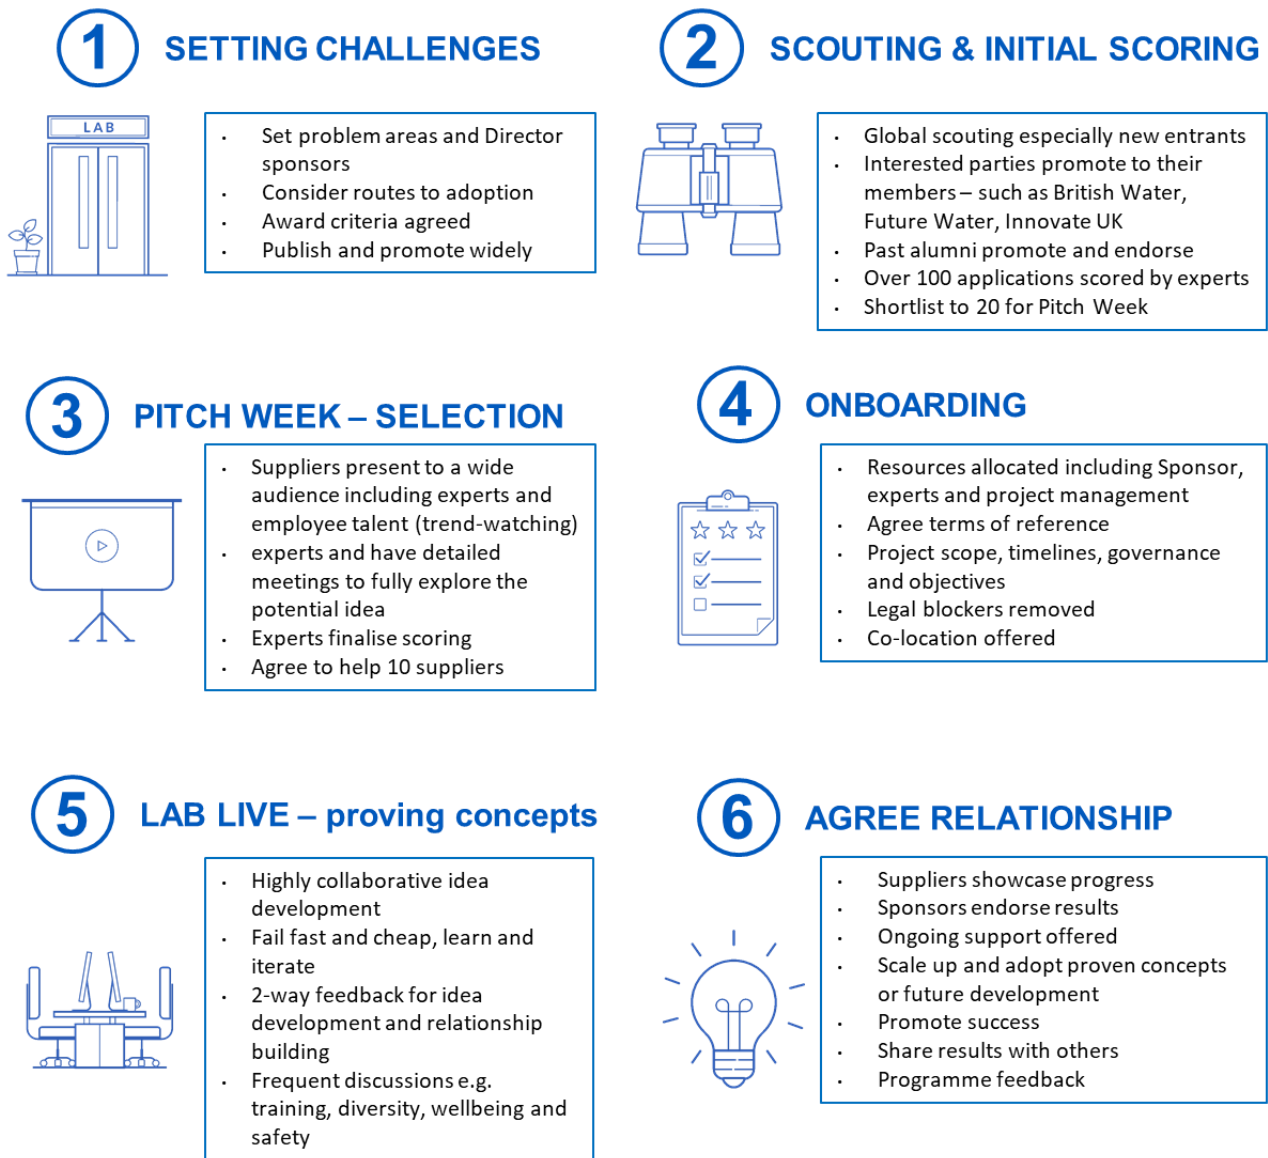 1 SETTING CHALLENGES
LAB
· Set problem areas and Director
sponsors
· Consider routes to adoption
· Award criteria agreed
· Publish and promote widely
2 SCOUTING & INITIAL SCORING
· Global scouting especially new entrants
· Interested parties promote to their
members – such as British Water,
Future Water, Innovate UK
· Past alumni promote and endorse
· Over 100 applications scored by experts
· Shortlist to 20 for Pitch Week
3 PITCH WEEK – SELECTION
· Suppliers present to a wide
audience including experts and
employee talent (trend-watching)
· experts and have detailed
meetings to fully explore the
potential idea
· Experts finalise scoring
· Agree to help 10 suppliers
4 ONBOARDING
· Resources allocated including Sponsor,
experts and project management
· Agree terms of reference
· Project scope, timelines, governance
and objectives
· Legal blockers removed
· Co-location offered
5 LAB LIVE – proving concepts
· Highly collaborative idea
development
· Fail fast and cheap, learn and
iterate
· 2-way feedback for idea
development and relationship
building
· Frequent discussions e.g.
training, diversity, wellbeing and
safety
6 AGREE RELATIONSHIP
· Suppliers showcase progress
· Sponsors endorse results
· Ongoing support offered
· Scale up and adopt proven concepts
or future development
· Promote success
· Share results with others
· Programme feedback